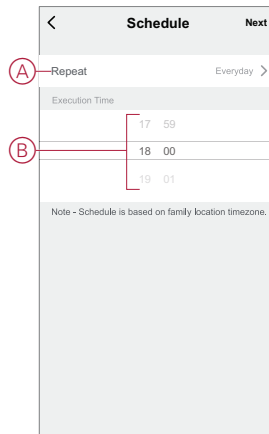 Schedule Next
A Repeat Everyday
Execution Time
17 59
B 18 00
19 01
Note - Schedule is based on family location timezone.